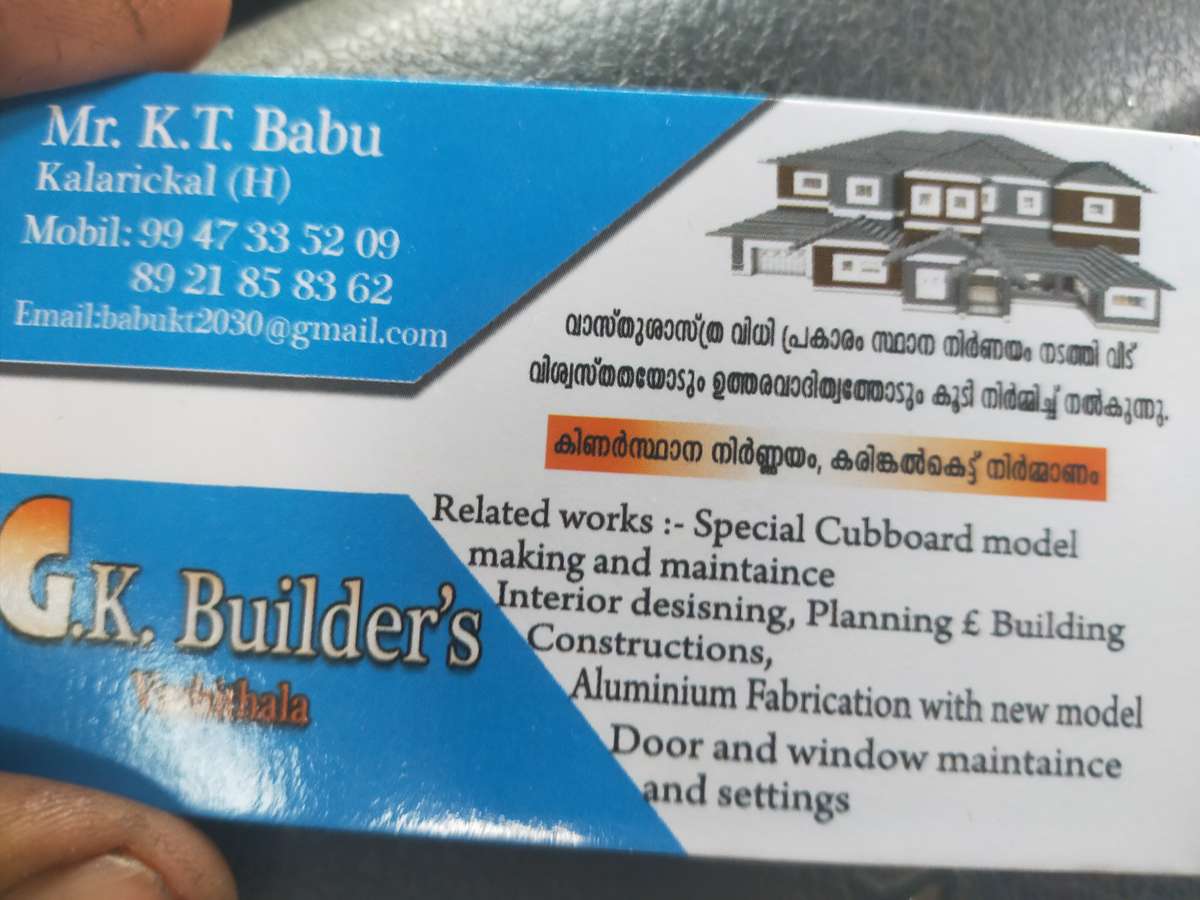 Mr. K.T. Babu
Kalarickal (H)
Mobil: 99 47 33 52 09
89 21 85 83 62
Email:babukt2030@gmail.com
വാസ്തുശാസ്ത്ര വിധി പ്രകാരം സ്ഥാന നിർണയം നടത്തി വീട്
വിശ്വസ്തതയോടും ഉത്തരവാദിത്വത്തോടും കൂടി നിർമ്മിച്ച് നൽകുന്നു.
കിണർസ്ഥാന നിർണ്ണയം, കരിങ്കൽകെട്ട് നിർമ്മാണം
G.K. Builder's
Related works :- Special Cubboard model
making and maintaince
Interior desisning, Planning £ Building
Constructions,
Aluminium Fabrication with new model
Door and window maintaince
and settings